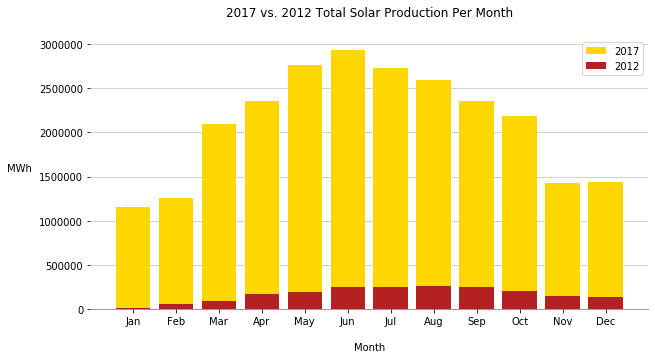 2017 vs. 2012 Total Solar Production Per Month
2017
2012
3000000
2500000
2000000
MWh
1500000
1000000
500000
0
Jan Feb Mar Apr May Jun Jul Aug Sep Oct Nov Dec
Month